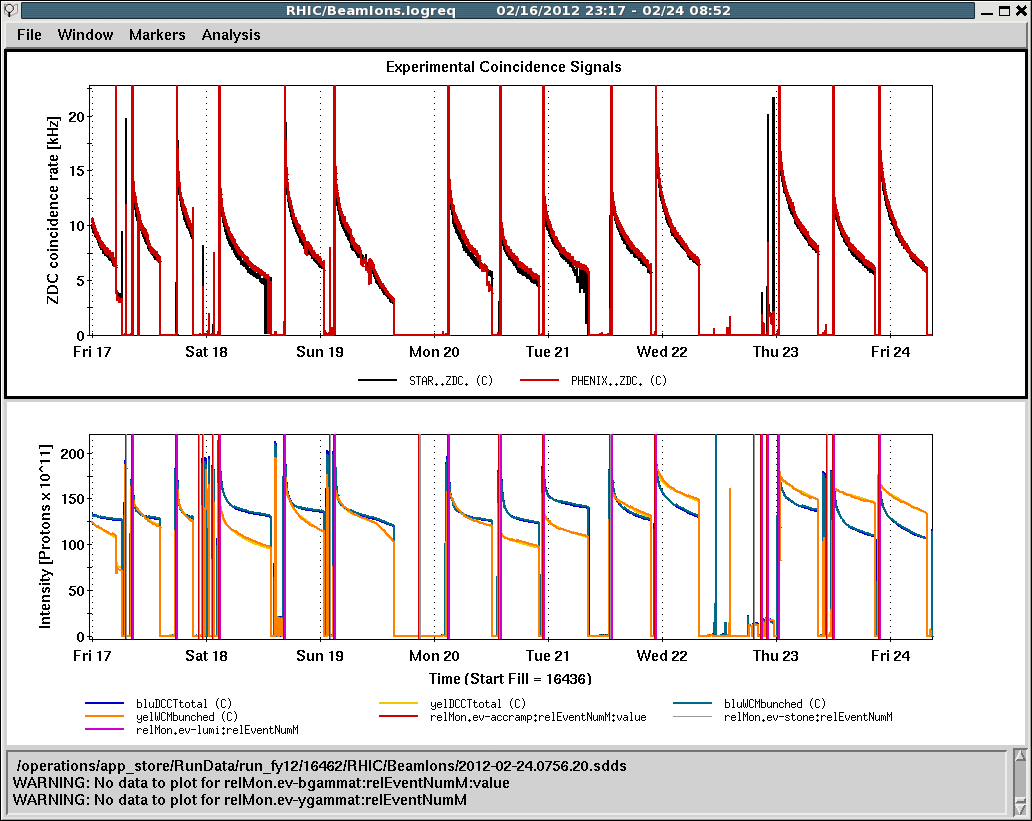 RHIC/BeamIons.logreq 02/16/2012 23:17 - 02/24 08:52
File Window Markers Analysis
Experimental Coincidence Signals
ZDC coincidence rate [kHz]
20
15
10
5
0
Fri 17 Sat 18 Sun 19 Mon 20 Tue 21 Wed 22 Thu 23 Fri 24
STAR..ZDC. (C) PHENIX..ZDC. (C)
Intensity [Protons x 10^11]
200
150
100
50
0
Fri 17 Sat 18 Sun 19 Mon 20 Tue 21 Wed 22 Thu 23 Fri 24
Time (Start Fill = 16436)
bluDCCTtotal (C) yelDCCTtotal (C) bluWCMbunched (C)
yelWCMbunched (C) relMon.ev-accramp:relEventNumM:value relMon.ev-stone:relEventNumM
relMon.ev-lumi:relEventNumM
/operations/app_store/RunData/run_fy12/16462/RHIC/BeamIons/2012-02-24.0756.20.sdds
WARNING: No data to plot for relMon.ev-bgammat:relEventNumM:value
WARNING: No data to plot for relMon.ev-ygammat:relEventNumM